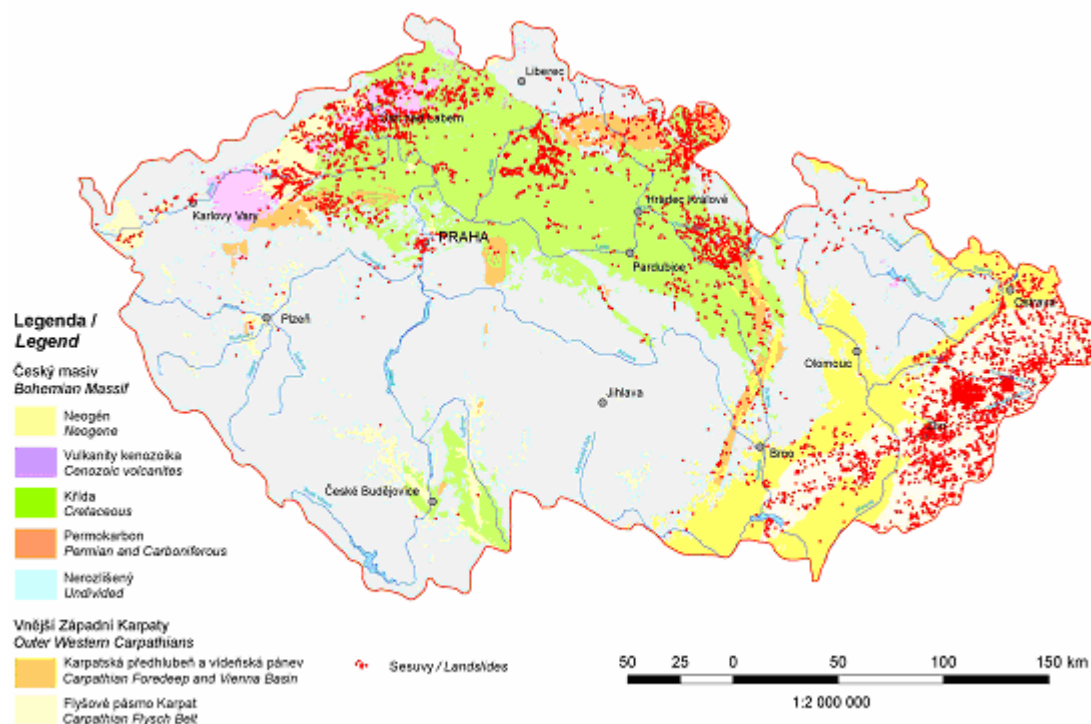 Liberec
Karlovy Vary
PRAHA
Hradec Králové
Pardubice
Plzeň
Ostrava
Olomouc
Jihlava
Brno
České Budějovice
Legenda /
Legend
Český masiv
Bohemian Massif
Neogén
Neogene
Vulkanity kenozoika
Cenozoic volcanites
Křída
Cretaceous
Permokarbon
Permian and Carboniferous
Nerozlišený
Undivided
Vnější Západní Karpaty
Outer Western Carpathians
Karpatská předhlubeň a vídeňská pánev
Carpathian Foredeep and Vienna Basin
Flyšové pásmo Karpat
Carpathian Flysch Belt
Sesuvy / Landslides
50 25 0 50 100 150 km
1:2 000 000